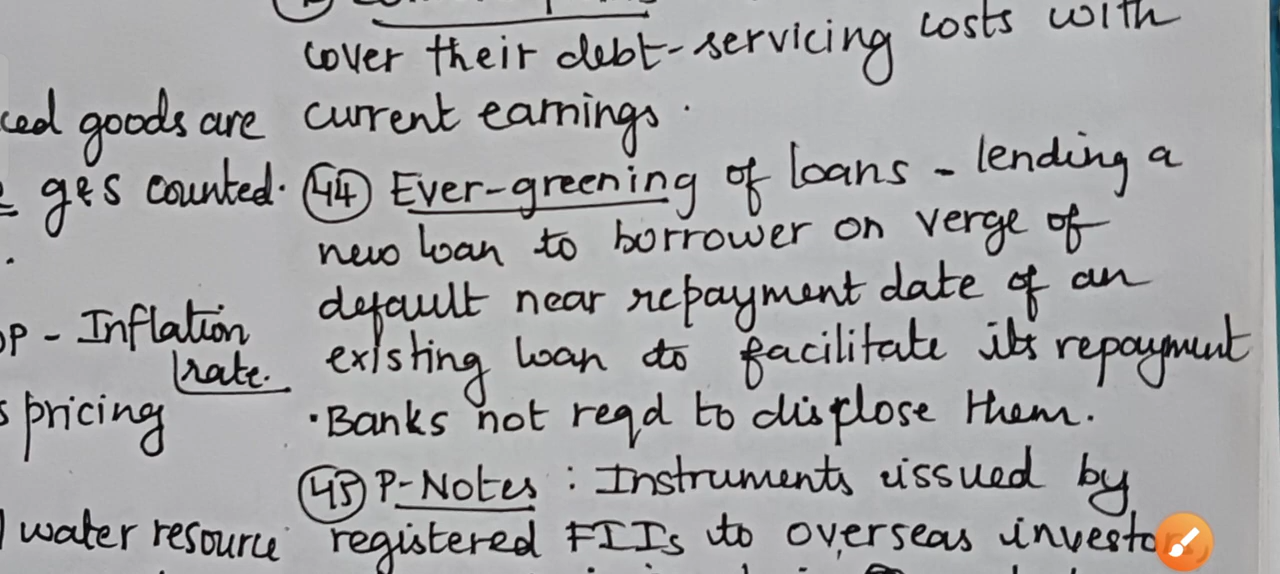 cover their debt-servicing costs with
current earnings.
44 Ever-greening of loans - lending a
new loan to borrower on verge of
default near repayment date of an
existing loan to facilitate its repayment
• Banks not reqd to disclose them.
45 P-Notes : Instruments issued by
registered FIIs to overseas
goods are
g&s counted.
- Inflation
rate.
pricing
water resource